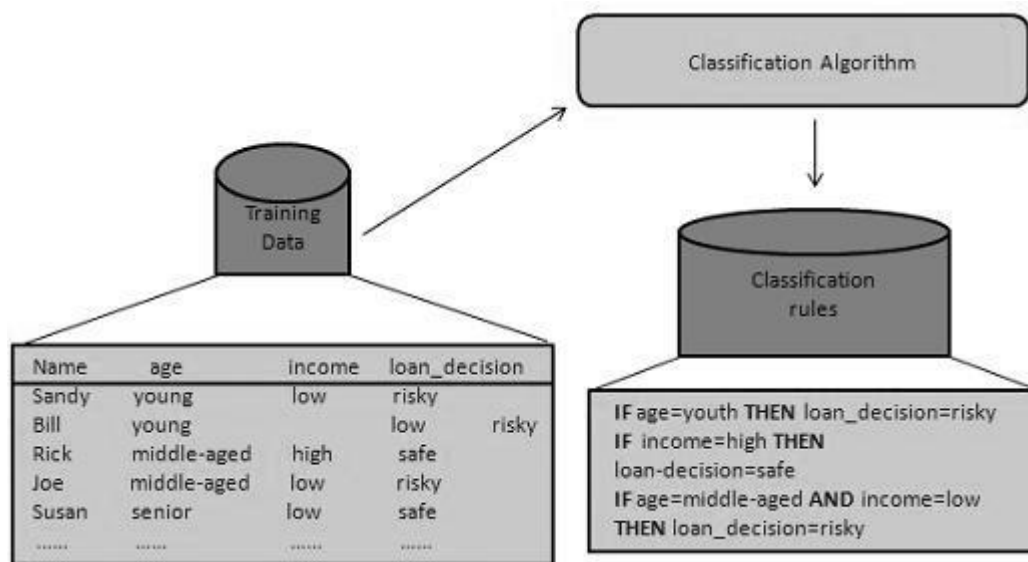 Classification Algorithm
Training
Data
Classification
rules
Name age income loan_decision
Sandy young low risky
Bill young low risky
Rick middle-aged high safe
Joe middle-aged low risky
Susan senior low safe
...... ...... ...... ......
IF age=youth THEN loan_decision=risky
IF income=high THEN
loan-decision=safe
IF age=middle-aged AND income=low
THEN loan_decision=risky